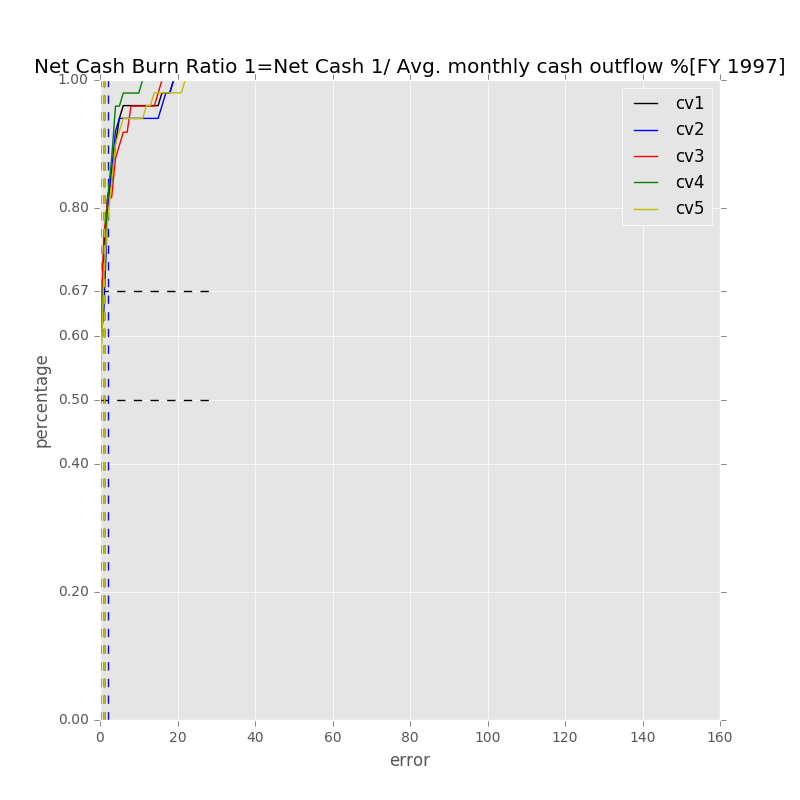 Net Cash Burn Ratio 1=Net Cash 1/ Avg. monthly cash outflow %[FY 1997]
1.00
0.80
0.67
0.60
0.50
0.40
0.20
0.00
percentage
cv1
cv2
cv3
cv4
cv5
0 20 40 60 80 100 120 140 160
error